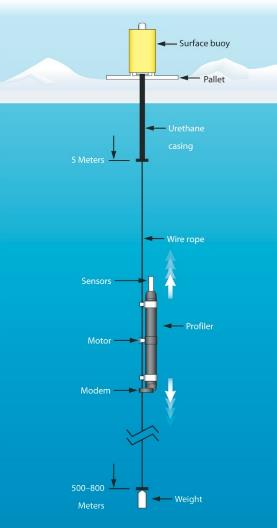 Surface buoy
Pallet
Urethane
casing
5 Meters
Wire rope
Sensors
Profiler
Motor
Modem
500–800
Meters
Weight